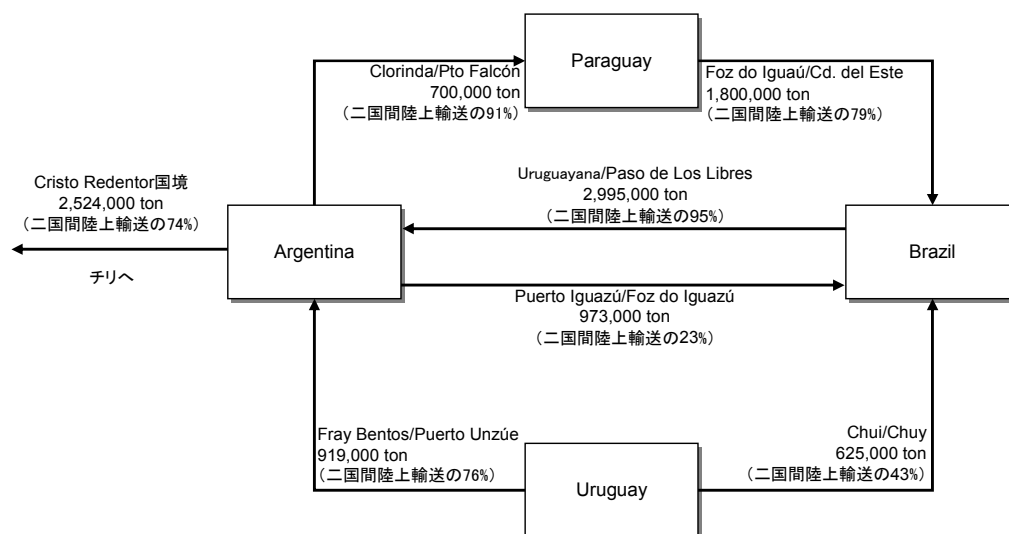 Paraguay
Clorinda/Pto Falcón
700,000 ton
(二国間陸上輸送の91%)
Foz do Iguaú/Cd. del Este
1,800,000 ton
(二国間陸上輸送の79%)
Cristo Redentor国境
2,524,000 ton
(二国間陸上輸送の74%)
Uruguayana/Paso de Los Libres
2,995,000 ton
(二国間陸上輸送の95%)
Argentina
Brazil
チリへ
Puerto Iguazú/Foz do Iguazú
973,000 ton
(二国間陸上輸送の23%)
Fray Bentos/Puerto Unzúe
919,000 ton
(二国間陸上輸送の76%)
Chui/Chuy
625,000 ton
(二国間陸上輸送の43%)
Uruguay